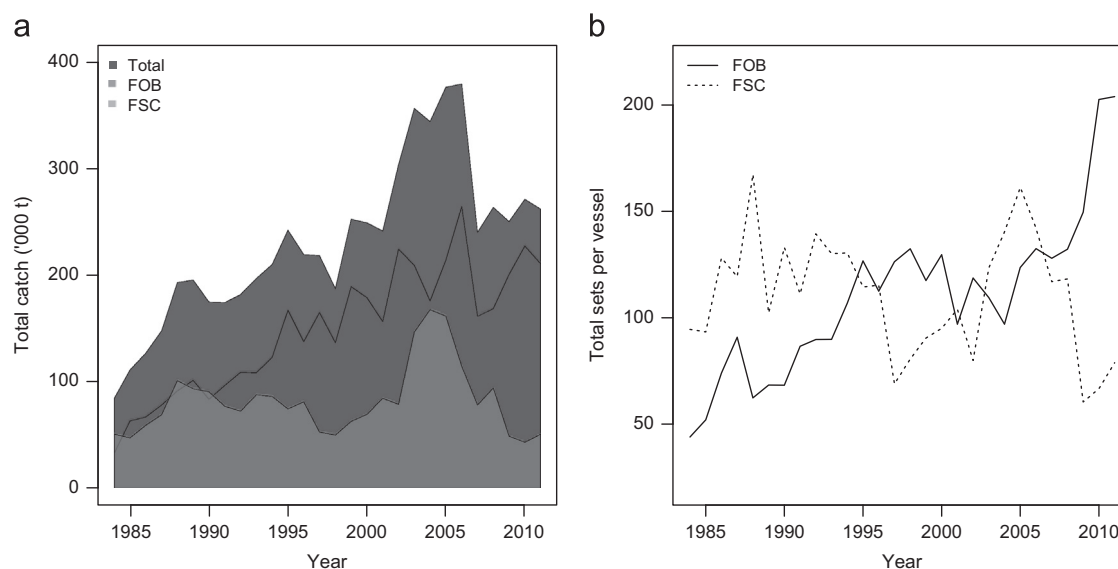 a
Total
FOB
FSC
Total catch ('000 t)
400
300
200
100
0
1985 1990 1995 2000 2005 2010
Year
b
FOB
FSC
Total sets per vessel
200
150
100
50
1985 1990 1995 2000 2005 2010
Year